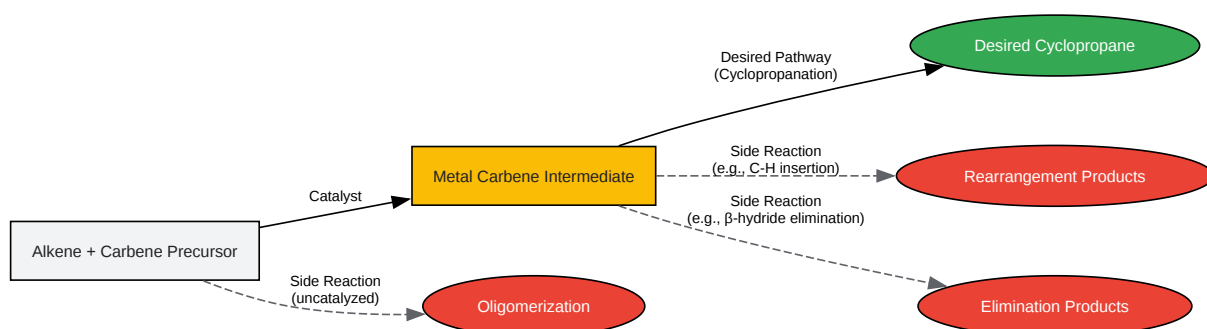 Desired Cyclopropane
Desired Pathway
(Cyclopropanation)
Side Reaction
(e.g., C-H insertion)
Metal Carbene Intermediate
Rearrangement Products
Catalyst
Side Reaction
(e.g., β-hydride elimination)
Alkene + Carbene Precursor
Side Reaction
(uncatalyzed)
Oligomerization
Elimination Products